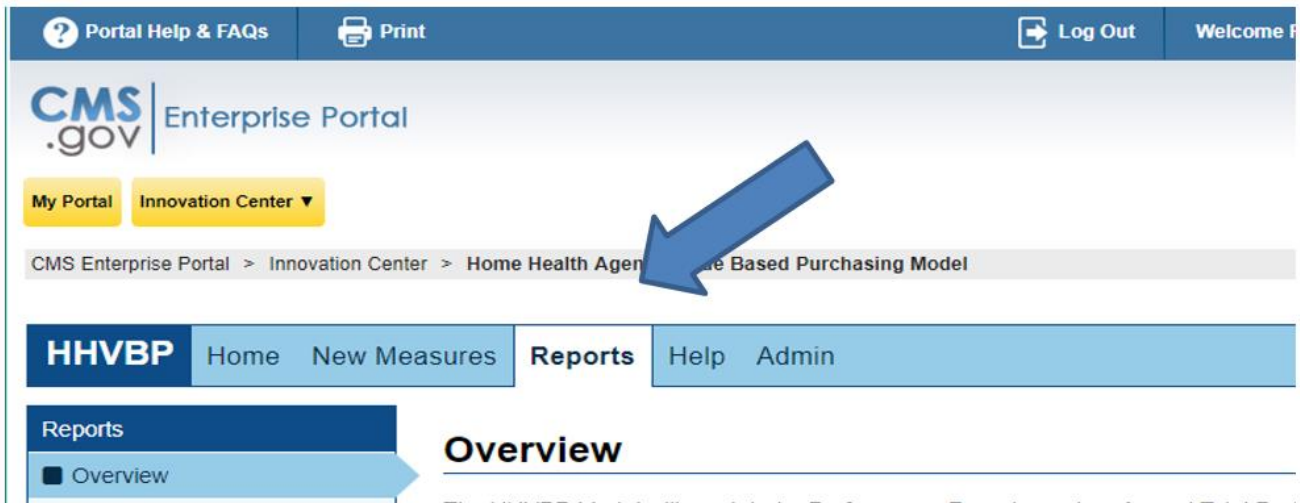 Portal Help & FAQs Print Log Out Welcome
CMS
.gov
Enterprise Portal
My Portal Innovation Center ▼
CMS Enterprise Portal > Innovation Center > Home Health Based Purchasing Model
HHVBP Home New Measures Reports Help Admin
Reports
Overview
Overview